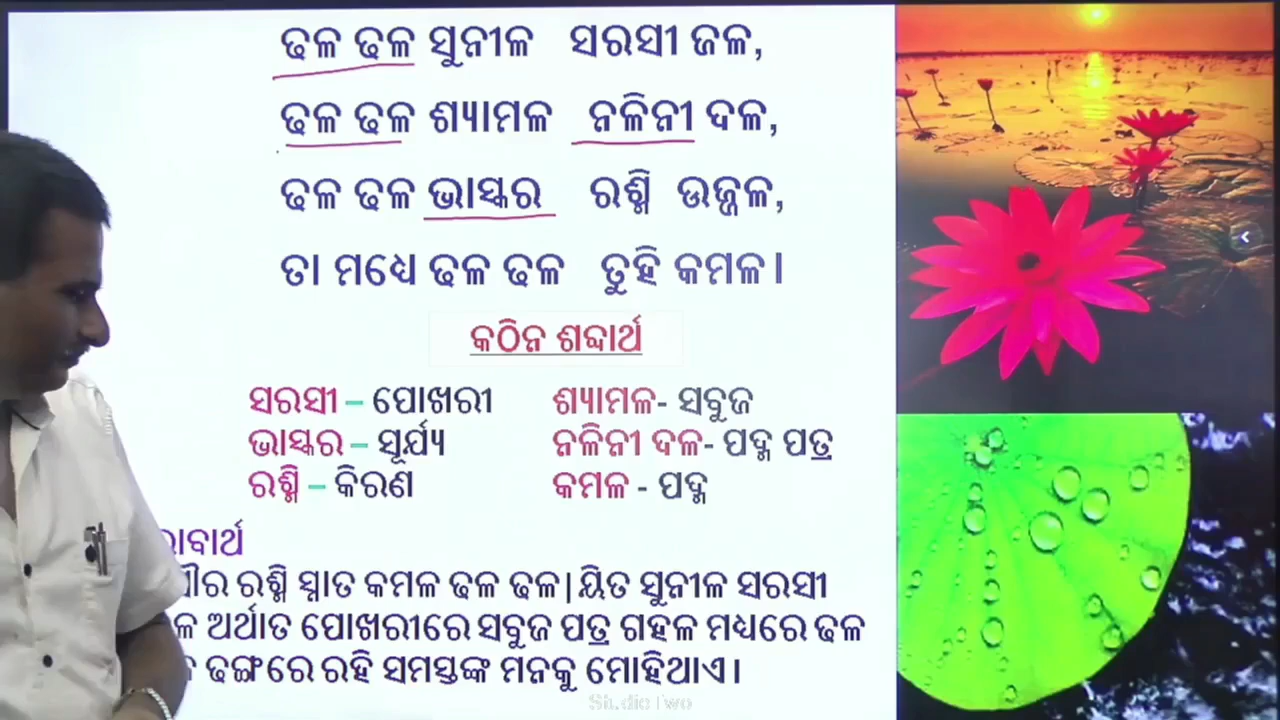 ଢଳ ଢଳ ସୁନୀଳ ସରସୀ ଜଳ,
ଢଳ ଢଳ ଶ୍ୟାମଳ ନଳିନୀ ଦଳ,
ଢଳ ଢଳ ଭାସ୍କର ରଶ୍ମି ଉଜ୍ଜଳ,
ତା ମଧ୍ୟେ ଢଳ ଢଳ ତୁହି କମଳ।
କଠିନ ଶବ୍ଦାର୍ଥ
ସରସୀ – ପୋଖରୀ ଶ୍ୟାମଳ- ସବୁଜ
ଭାସ୍କର – ସୂର୍ଯ୍ୟ ନଳିନୀ ଦଳ- ପଦ୍ମ ପତ୍ର
ରଶ୍ମି – କିରଣ କମଳ - ପଦ୍ମ
ରଶ୍ମି ସ୍ନାତ କମଳ ଢଳ ଢଳ|ୟିତ ସୁନୀଳ ସରସୀ
ଅର୍ଥାତ ପୋଖରୀରେ ସବୁଜ ପତ୍ର ଗହଳ ମଧ୍ୟରେ ଢଳ
ଢଙ୍ଗରେ ରହି ସମସ୍ତଙ୍କ ମନକୁ ମୋହିଥାଏ।